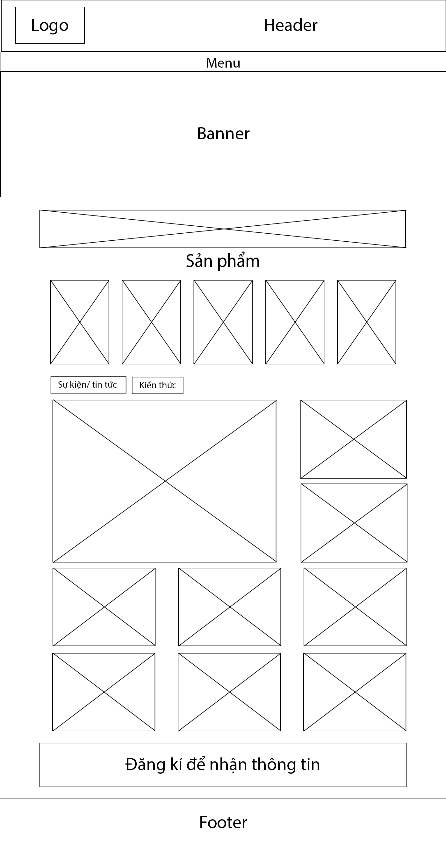 Logo
Header
Menu
Banner
Sản phẩm
Sự kiện/ tin tức
Kiến thức
Đăng kí để nhận thông tin
Footer